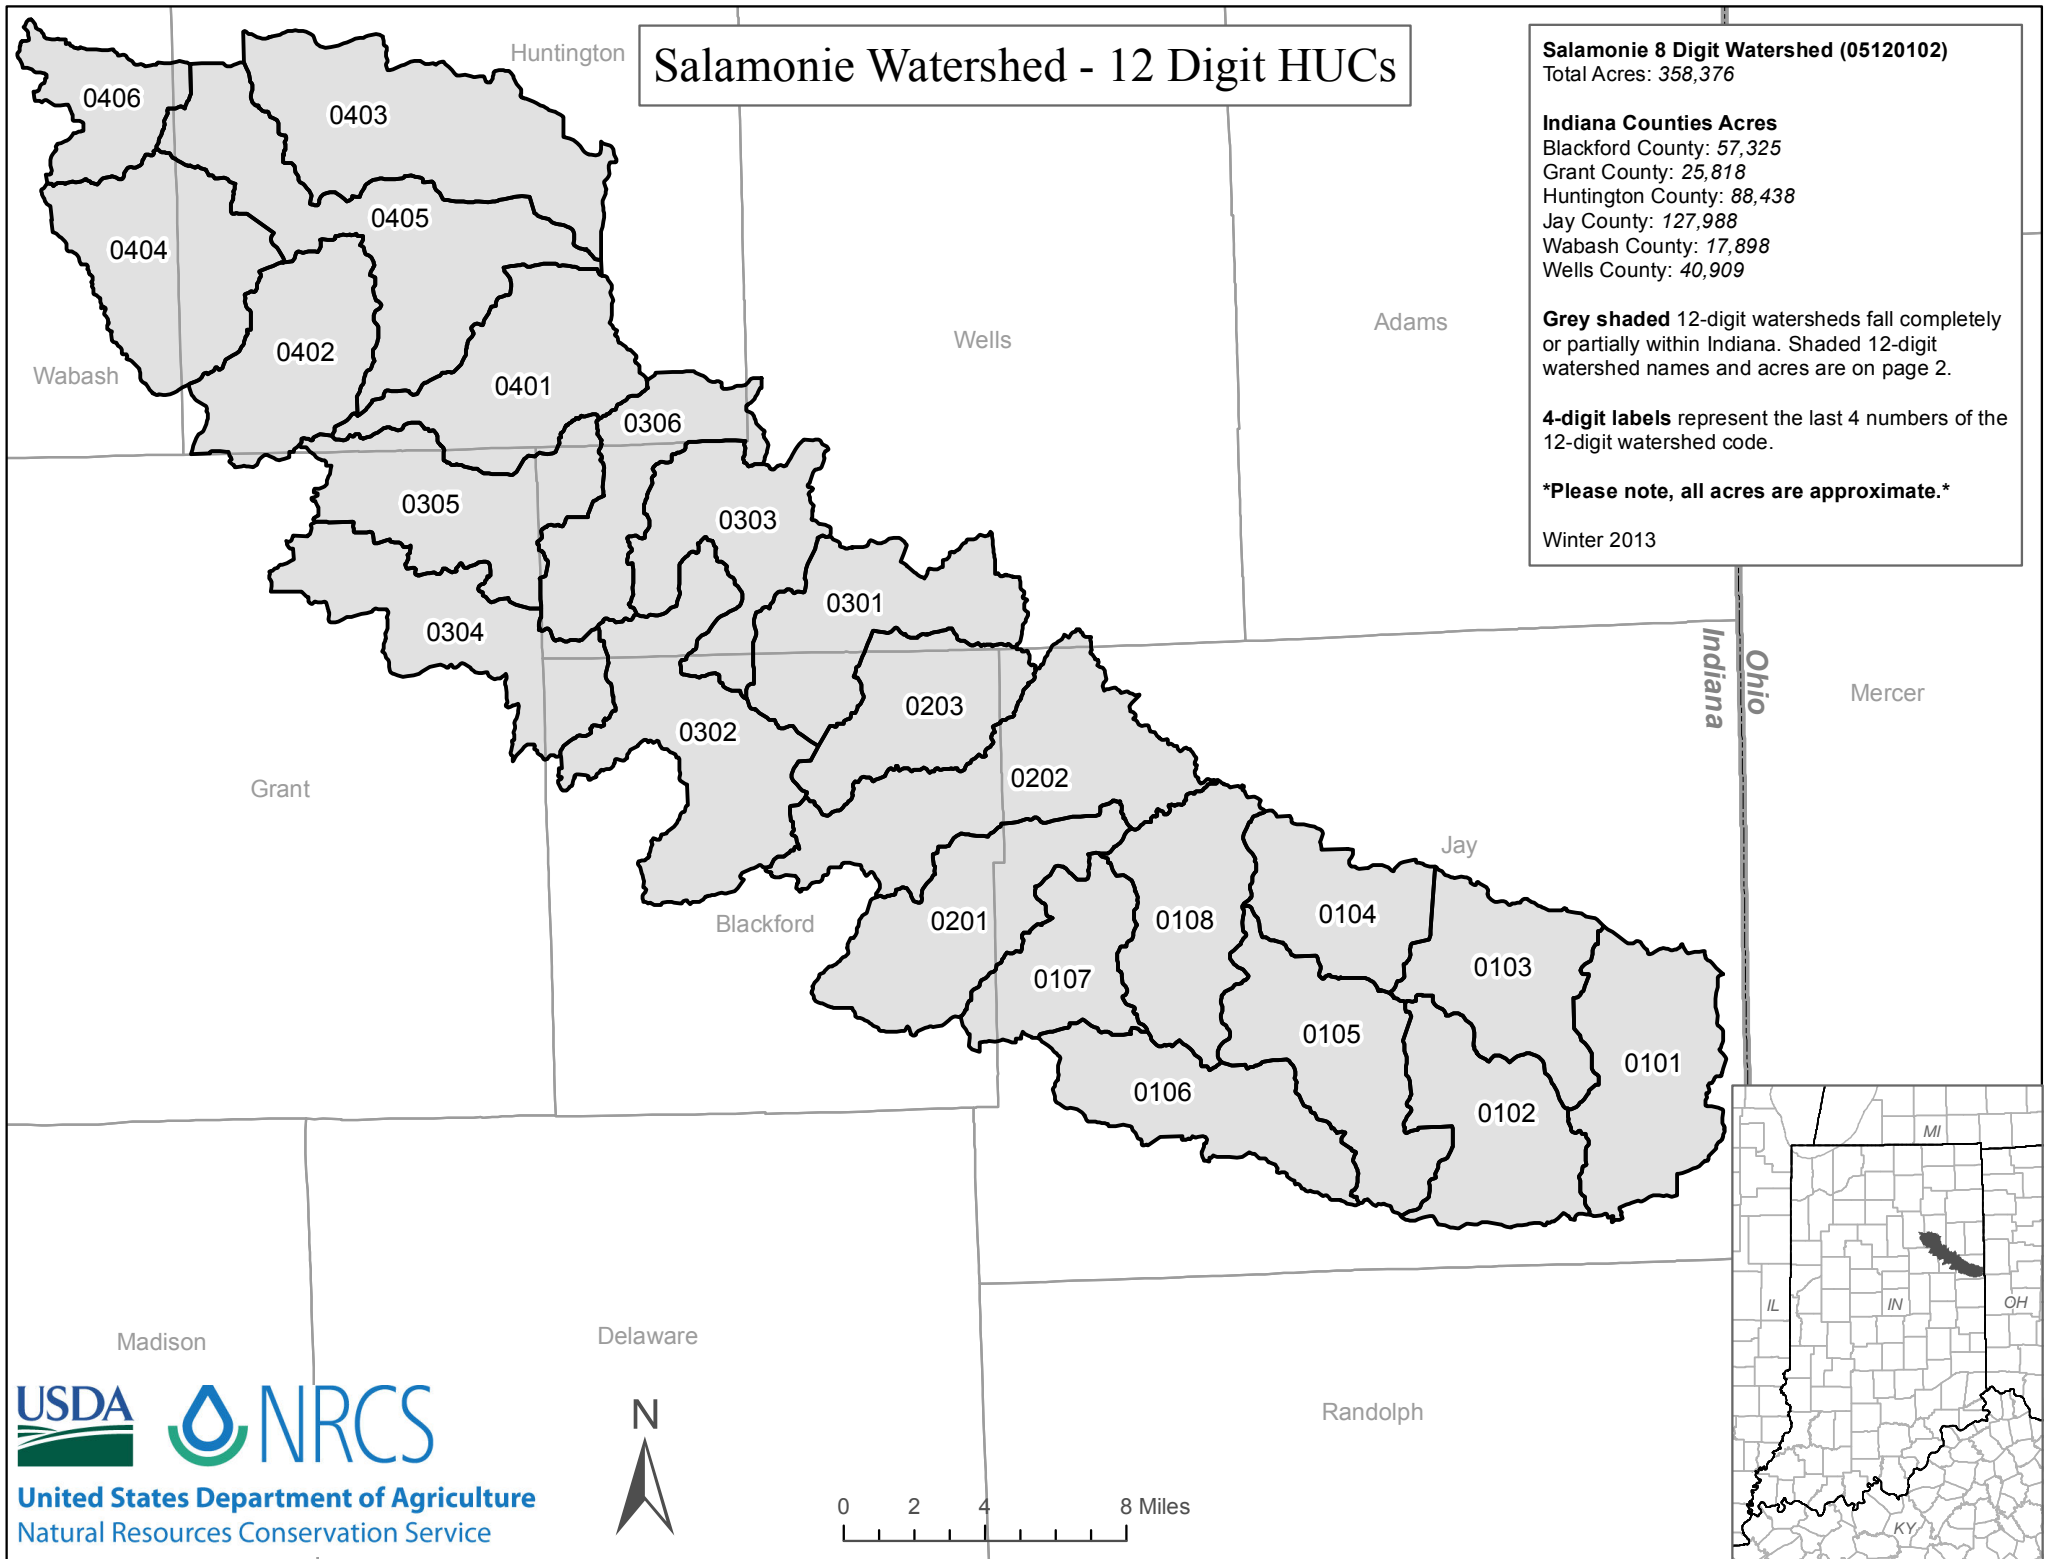 Salamonie Watershed - 12 Digit HUCs
Salamonie 8 Digit Watershed (05120102)
Total Acres: 358,376
Indiana Counties Acres
Blackford County: 57,325
Grant County: 25,818
Huntington County: 88,438
Jay County: 127,988
Wabash County: 17,898
Wells County: 40,909
Grey shaded 12-digit watersheds fall completely
or partially within Indiana. Shaded 12-digit
watershed names and acres are on page 2.
4-digit labels represent the last 4 numbers of the
12-digit watershed code.
*Please note, all acres are approximate.*
Winter 2013
Huntington
0406
0403
0405
0404
Wells
Adams
0402
Wabash
0401
0306
0305
0303
0301
0304
Indiana
Ohio
Mercer
0203
0302
0202
Grant
Jay
Blackford
0201
0108
0104
0107
0103
0105
0101
0106
0102
MI
IL
IN
OH
KY
Madison
Delaware
Randolph
USDA
NRCS
United States Department of Agriculture
Natural Resources Conservation Service
N
0 2 4 8 Miles